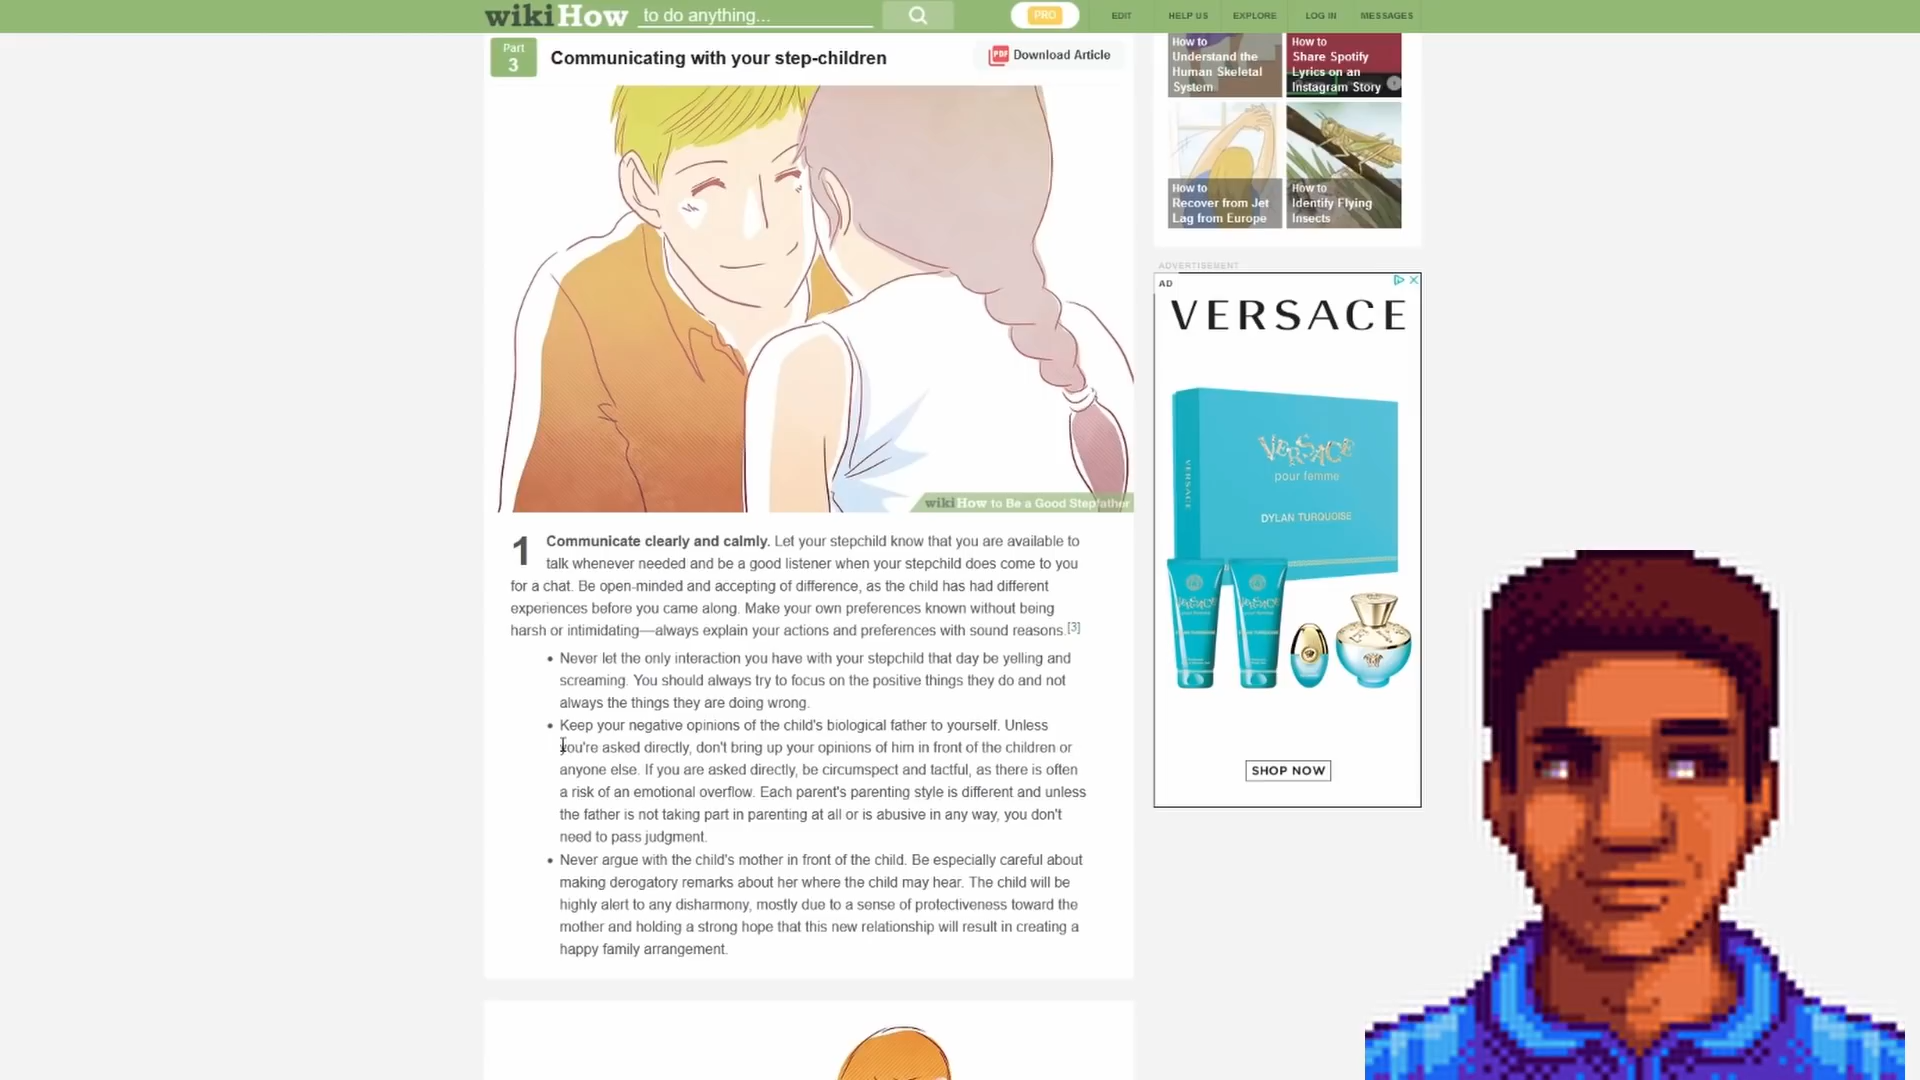 wikiHow to do anything...
PRO
EDIT
HELP US
EXPLORE
LOG IN
MESSAGES
Part
3
Communicating with your step-children
PDF
Download Article
wikiHow to Be a Good Stepfather
1
Communicate clearly and calmly. Let your stepchild know that you are available to
talk whenever needed and be a good listener when your stepchild does come to you
for a chat. Be open-minded and accepting of difference, as the child has had different
experiences before you came along. Make your own preferences known without being
harsh or intimidating—always explain your actions and preferences with sound reasons.[3]
• Never let the only interaction you have with your stepchild that day be yelling and
screaming. You should always try to focus on the positive things they do and not
always the things they are doing wrong.
• Keep your negative opinions of the child's biological father to yourself. Unless
you're asked directly, don't bring up your opinions of him in front of the children or
anyone else. If you are asked directly, be circumspect and tactful, as there is often
a risk of an emotional overflow. Each parent's parenting style is different and unless
the father is not taking part in parenting at all or is abusive in any way, you don't
need to pass judgment.
• Never argue with the child's mother in front of the child. Be especially careful about
making derogatory remarks about her where the child may hear. The child will be
highly alert to any disharmony, mostly due to a sense of protectiveness toward the
mother and holding a strong hope that this new relationship will result in creating a
happy family arrangement.
How to
Understand the
Human Skeletal
System
How to
Share Spotify
Lyrics on an
Instagram Story
How to
Recover from Jet
Lag from Europe
How to
Identify Flying
Insects
ADVERTISEMENT
AD
VERSACE
VERSACE
VERSACE
pour femme
DYLAN TURQUOISE
VERSACE
VERSACE
SHOP NOW